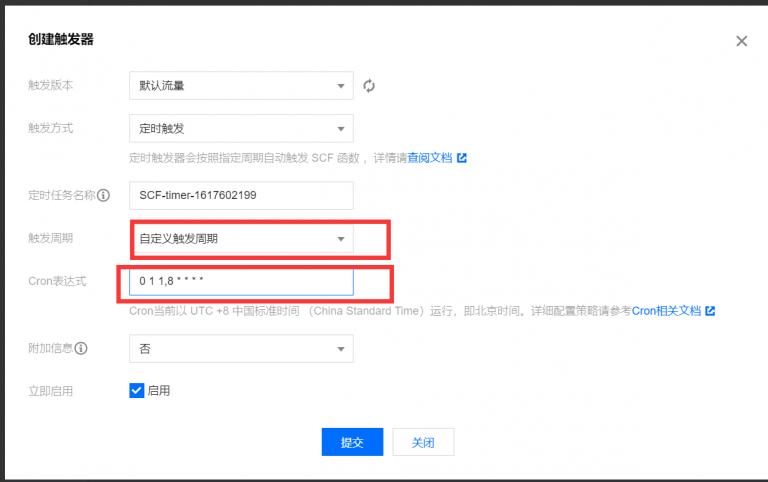 创建触发器
触发版本 默认流量
触发方式 定时触发
定时触发器会按照指定周期自动触发 SCF 函数，详情请查阅文档
定时任务名称 SCF-timer-1617602199
触发周期 自定义触发周期
Cron表达式 0 1 1,8 * * * *
Cron当前以 UTC +8 中国标准时间 （China Standard Time）运行，即北京时间。详细配置策略请参考Cron相关文档
附加信息 否
立即启用 启用
提交 关闭